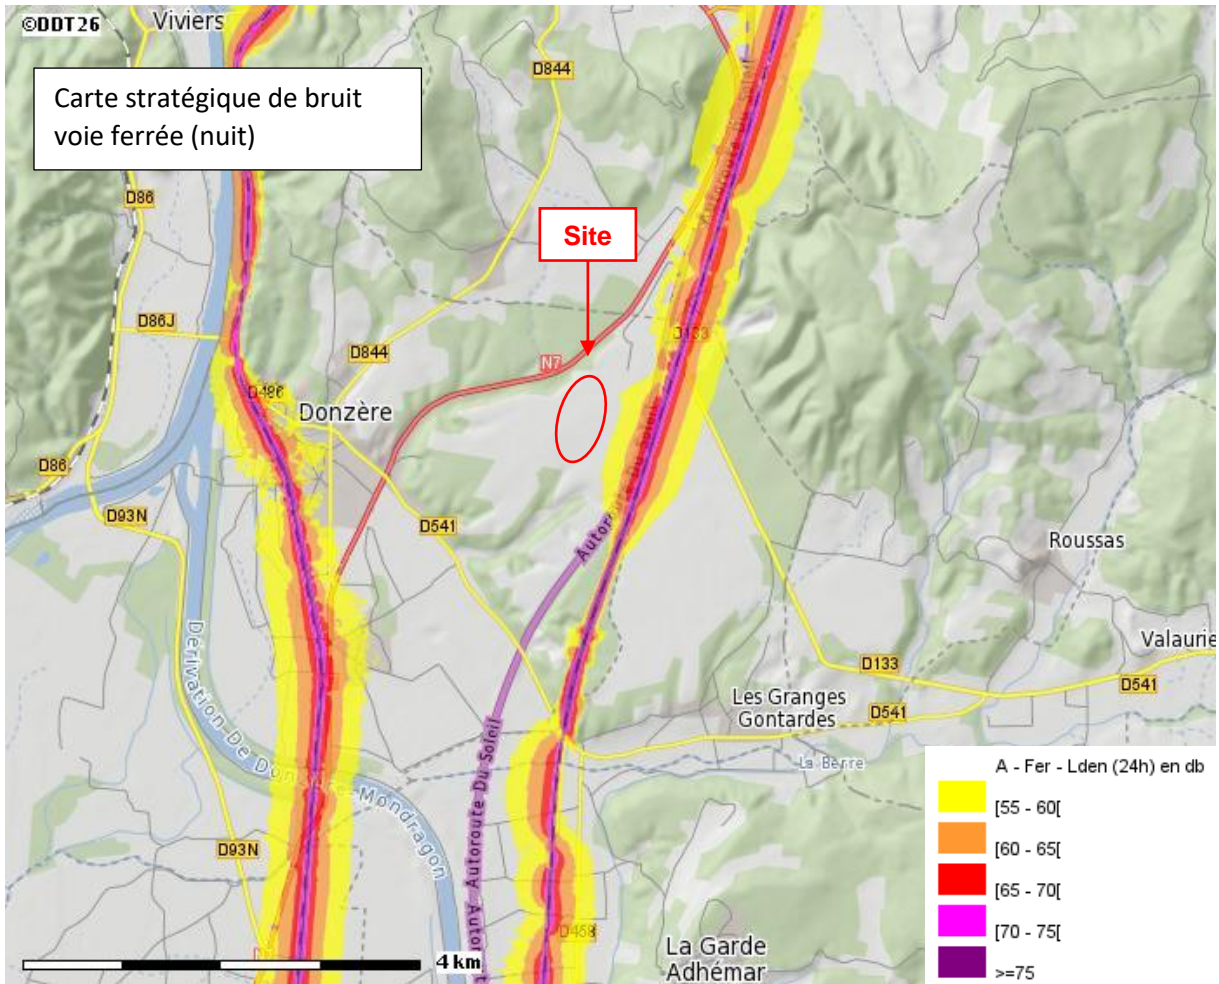 ©DDT26
Viviers
Carte stratégique de bruit
voie ferrée (nuit)
D844
D86
Autoroute Du Soleil
Site
D86J
D133
D844
N7
D486
Donzère
Autoroute Du Soleil
D86
D93N
D541
Roussas
Valaurie
D133
D541
Les Granges
Gontardes
D541
La Berre
Dérivation De Donzère-Mondragon
Autoroute Du Soleil
D93N
D458
La Garde
Adhémar
4 km
A - Fer - Lden (24h) en db
[55 - 60[
[60 - 65[
[65 - 70[
[70 - 75[
>=75